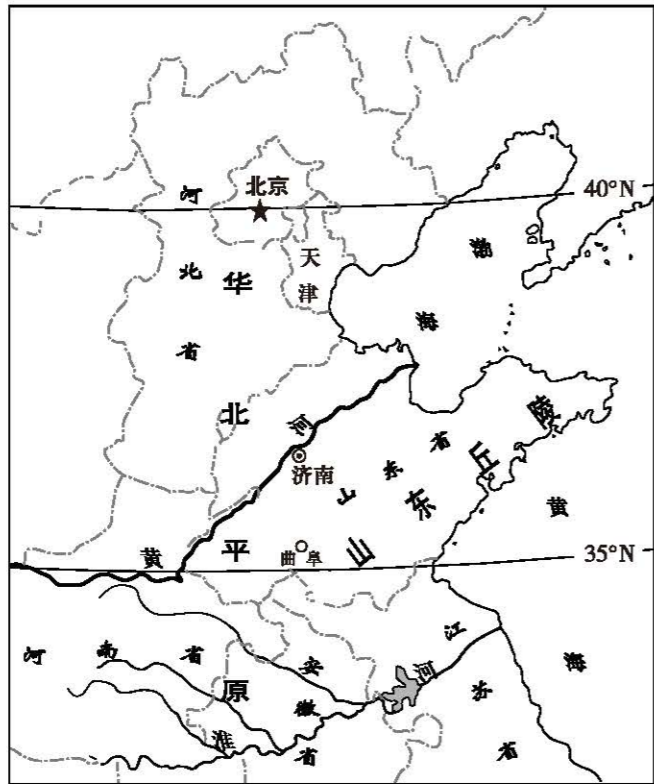 北京
40°N
河北省
天津
渤海
华北平原
黄河
济南
山东省
山东丘陵
曲阜
35°N
黄海
河南省
安徽省
江苏省
淮河